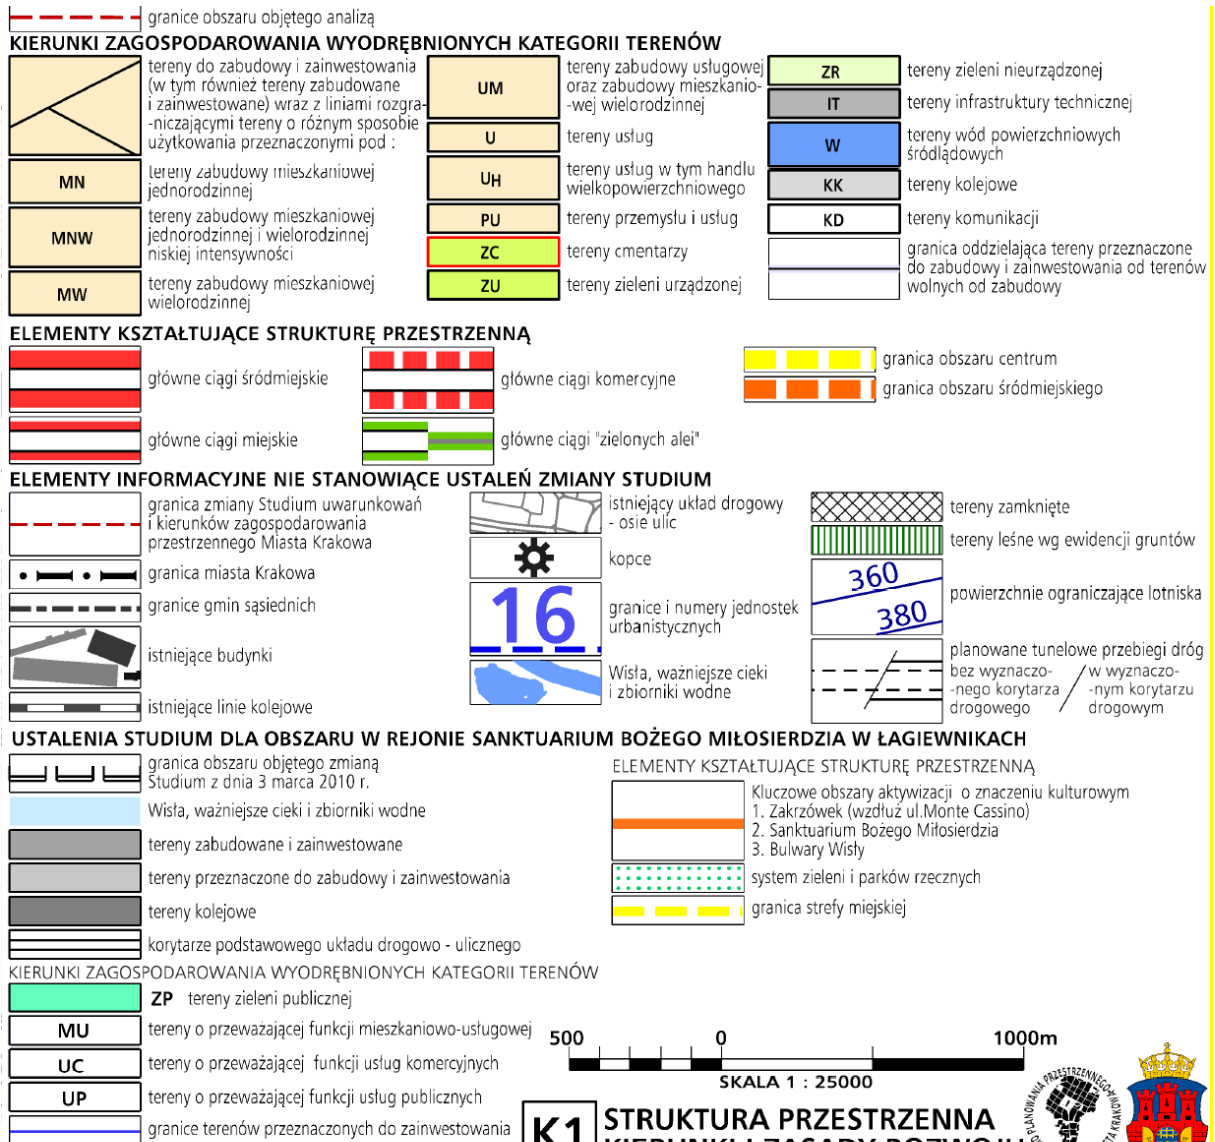 granice obszaru objętego analizą
KIERUNKI ZAGOSPODAROWANIA WYODRĘBNIONYCH KATEGORII TERENÓW
tereny do zabudowy i zainwestowania
(w tym również tereny zabudowane
i zainwestowane) wraz z liniami rozgra-
-niczającymi tereny o różnym sposobie
użytkowania przeznaczonymi pod :
MN
tereny zabudowy mieszkaniowej
jednorodzinnej
MNW
tereny zabudowy mieszkaniowej
jednorodzinnej i wielorodzinnej
niskiej intensywności
MW
tereny zabudowy mieszkaniowej
wielorodzinnej
UM
tereny zabudowy usługowej
oraz zabudowy mieszkanio-
-wej wielorodzinnej
U
tereny usług
UH
tereny usług w tym handlu
wielkopowierzchniowego
PU
tereny przemysłu i usług
ZC
tereny cmentarzy
ZU
tereny zieleni urządzonej
ZR
tereny zieleni nieurządzonej
IT
tereny infrastruktury technicznej
W
tereny wód powierzchniowych
śródlądowych
KK
tereny kolejowe
KD
tereny komunikacji
granica oddzielająca tereny przeznaczone
do zabudowy i zainwestowania od terenów
wolnych od zabudowy
ELEMENTY KSZTAŁTUJĄCE STRUKTURĘ PRZESTRZENNĄ
główne ciągi śródmiejskie
główne ciągi miejskie
główne ciągi komercyjne
główne ciągi "zielonych alei"
granica obszaru centrum
granica obszaru śródmiejskiego
ELEMENTY INFORMACYJNE NIE STANOWIĄCE USTALEŃ ZMIANY STUDIUM
granica zmiany Studium uwarunkowań
i kierunków zagospodarowania
przestrzennego Miasta Krakowa
granica miasta Krakowa
granice gmin sąsiednich
istniejące budynki
istniejące linie kolejowe
istniejący układ drogowy
- osie ulic
kopce
16
granice i numery jednostek
urbanistycznych
Wisła, ważniejsze cieki
i zbiorniki wodne
tereny zamknięte
tereny leśne wg ewidencji gruntów
360
380
powierzchnie ograniczające lotniska
planowane tunelowe przebiegi dróg
bez wyznaczo-
-nego korytarza
drogowego
w wyznaczo-
-nym korytarzu
drogowym
USTALENIA STUDIUM DLA OBSZARU W REJONIE SANKTUARIUM BOŻEGO MIŁOSIERDZIA W ŁAGIEWNIKACH
granica obszaru objętego zmianą
Studium z dnia 3 marca 2010 r.
Wisła, ważniejsze cieki i zbiorniki wodne
tereny zabudowane i zainwestowane
tereny przeznaczone do zabudowy i zainwestowania
tereny kolejowe
korytarze podstawowego układu drogowo - ulicznego
ELEMENTY KSZTAŁTUJĄCE STRUKTURĘ PRZESTRZENNĄ
Kluczowe obszary aktywizacji o znaczeniu kulturowym
1. Zakrzówek (wzdłuż ul.Monte Cassino)
2. Sanktuarium Bożego Miłosierdzia
3. Bulwary Wisły
system zieleni i parków rzecznych
granica strefy miejskiej
KIERUNKI ZAGOSPODAROWANIA WYODRĘBNIONYCH KATEGORII TERENÓW
ZP tereny zieleni publicznej
MU
tereny o przeważającej funkcji mieszkaniowo-usługowej
UC
tereny o przeważającej funkcji usług komercyjnych
UP
tereny o przeważającej funkcji usług publicznych
granice terenów przeznaczonych do zainwestowania
500 0 1000m
SKALA 1 : 25000
K1
STRUKTURA PRZESTRZENNA
KIERUNKI I ZASADY ROZWOJU
PLANOWANIA PRZESTRZENNEGO